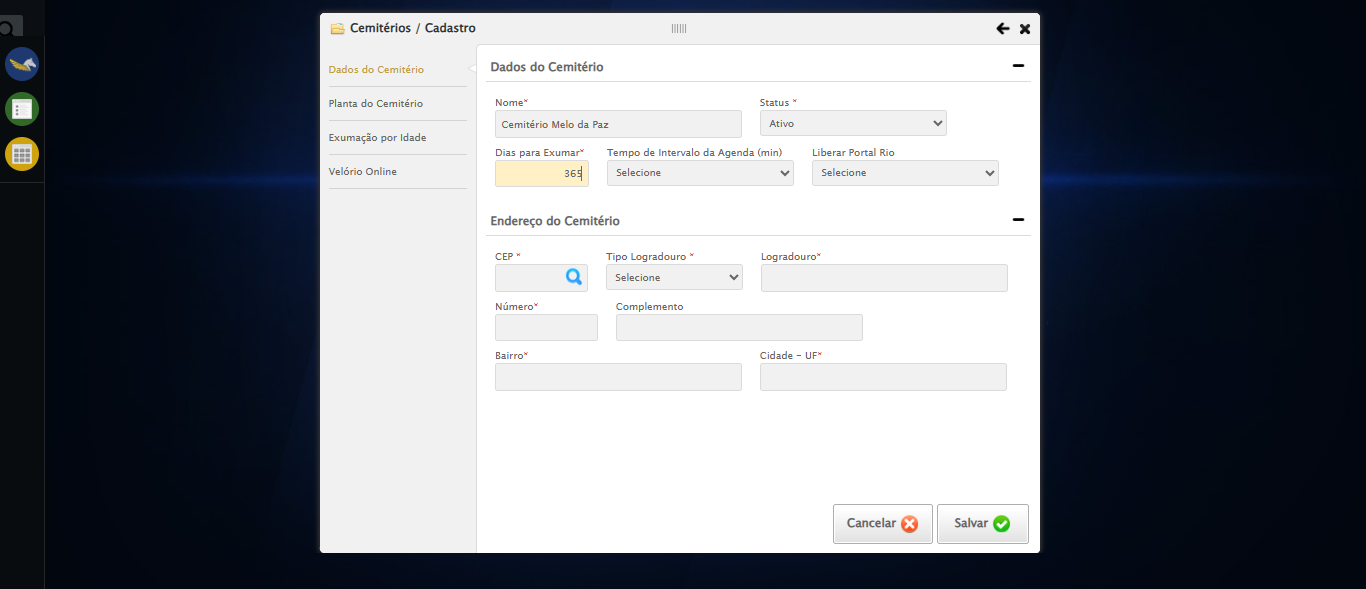 Cemitérios / Cadastro
Dados do Cemitério
Planta do Cemitério
Exumação por Idade
Velório Online
Dados do Cemitério
Nome* Status *
Cemitério Melo da Paz Ativo
Dias para Exumar* Tempo de Intervalo da Agenda (min) Liberar Portal Rio
365 Selecione Selecione
Endereço do Cemitério
CEP * Tipo Logradouro * Logradouro*
Selecione
Número* Complemento
Bairro* Cidade - UF*
Cancelar Salvar